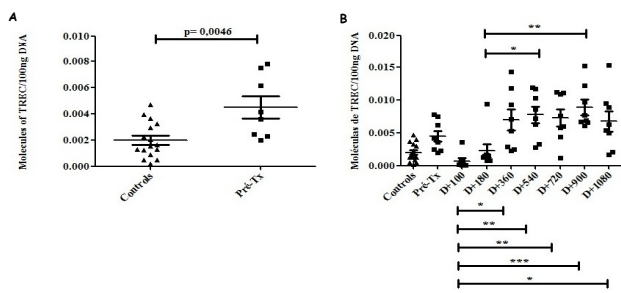 A
Molecules of TREC/100ng DNA
p= 0,0046
0.010
0.008
0.006
0.004
0.002
0.000
Controls
Pré-Tx
B
Moléculas de TREC/100ng DNA
**
*
0.020
0.015
0.010
0.005
0.000
Controls
Pré-Tx
D+100
D+180
D+360
D+540
D+720
D+900
D+1080
*
**
**
***
*